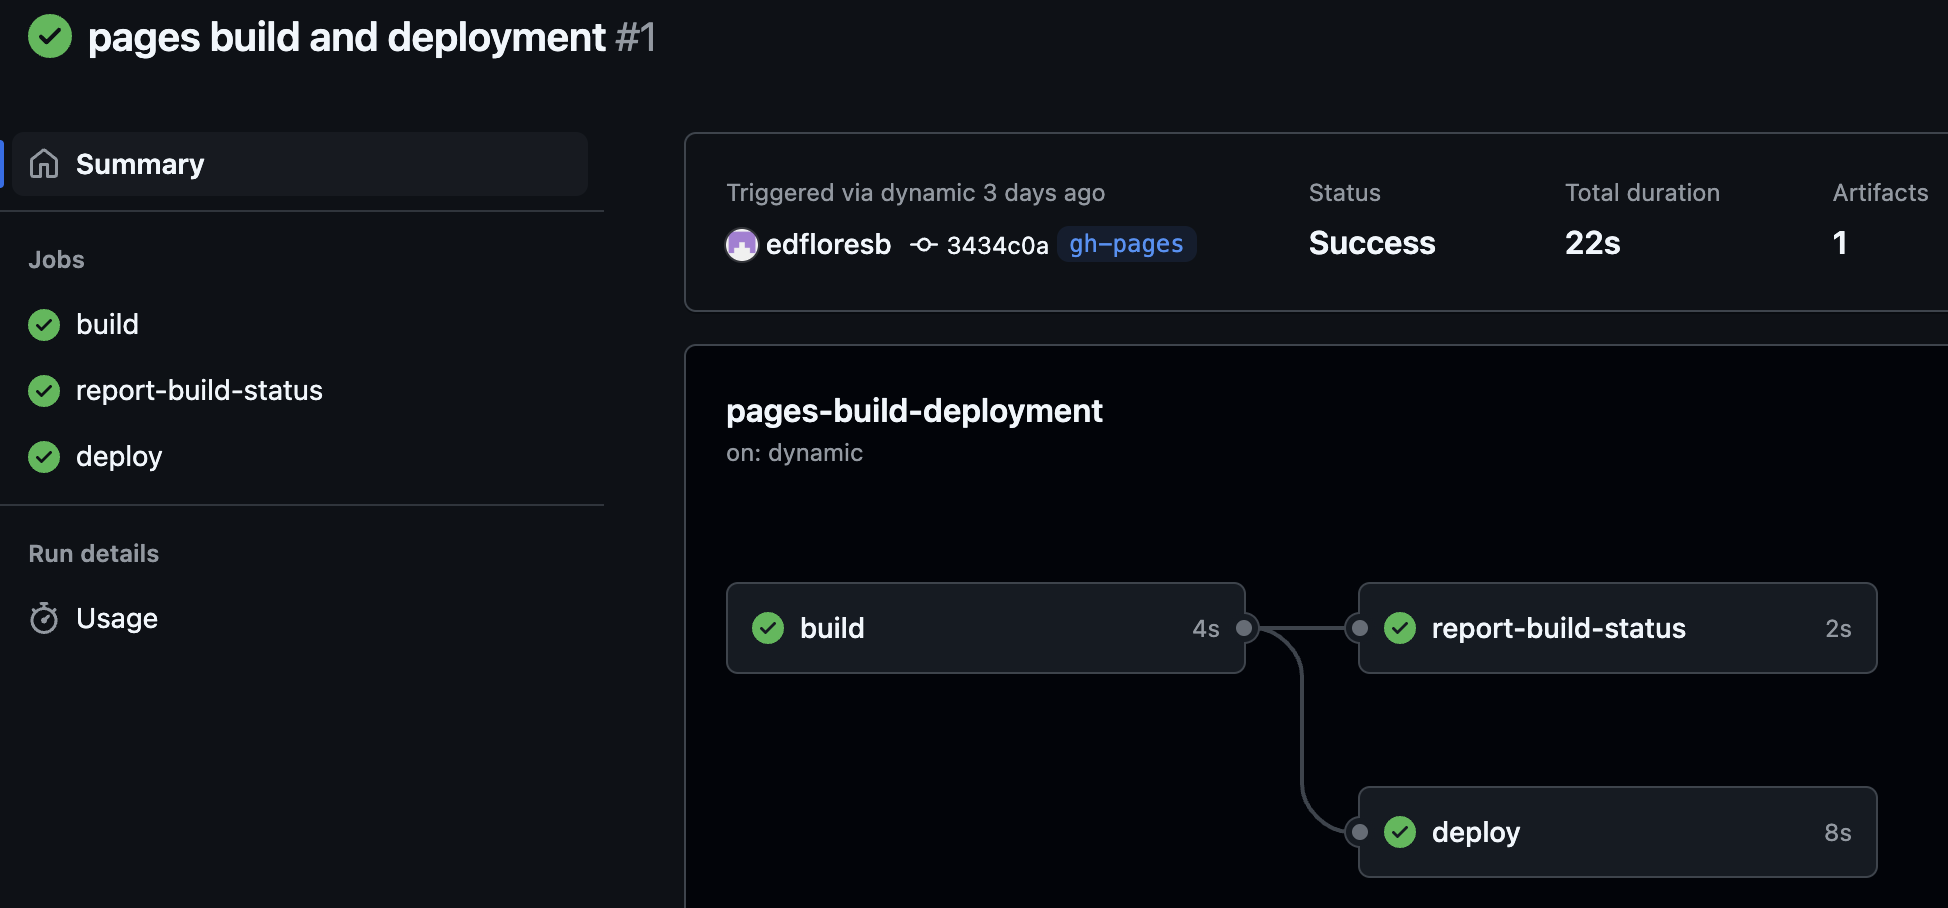 pages build and deployment #1
Summary
Jobs
build
report-build-status
deploy
Run details
Usage
Triggered via dynamic 3 days ago
edfloresb 3434c0a gh-pages
Status
Success
Total duration
22s
Artifacts
1
pages-build-deployment
on: dynamic
build 4s
report-build-status 2s
deploy 8s